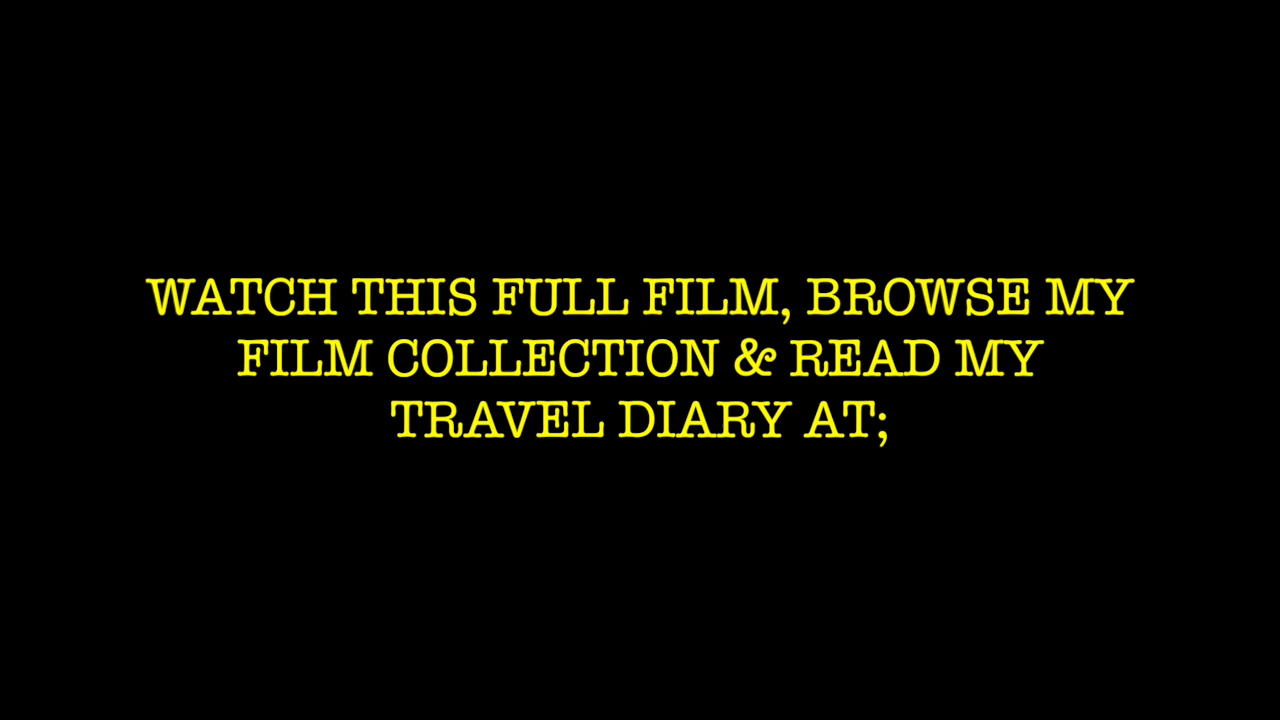 WATCH THIS FULL FILM, BROWSE MY
FILM COLLECTION & READ MY
TRAVEL DIARY AT;